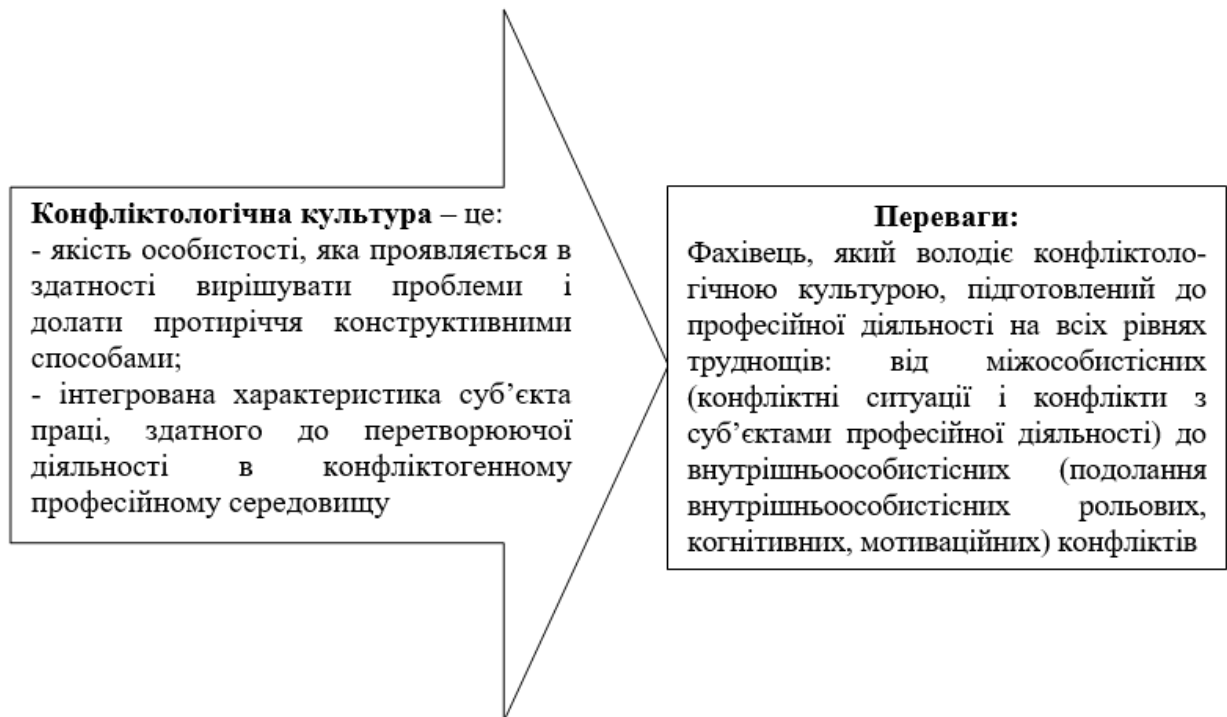 Конфліктологічна культура – це:
- якість особистості, яка проявляється в
здатності вирішувати проблеми і
долати протиріччя конструктивними
способами;
- інтегрована характеристика суб’єкта
праці, здатного до перетворюючої
діяльності в конфліктогенному
професійному середовищу
Переваги:
Фахівець, який володіє конфліктоло-
гічною культурою, підготовлений до
професійної діяльності на всіх рівнях
труднощів: від міжособистісних
(конфліктні ситуації і конфлікти з
суб’єктами професійної діяльності) до
внутрішньоособистісних (подолання
внутрішньоособистісних рольових,
когнітивних, мотиваційних) конфліктів